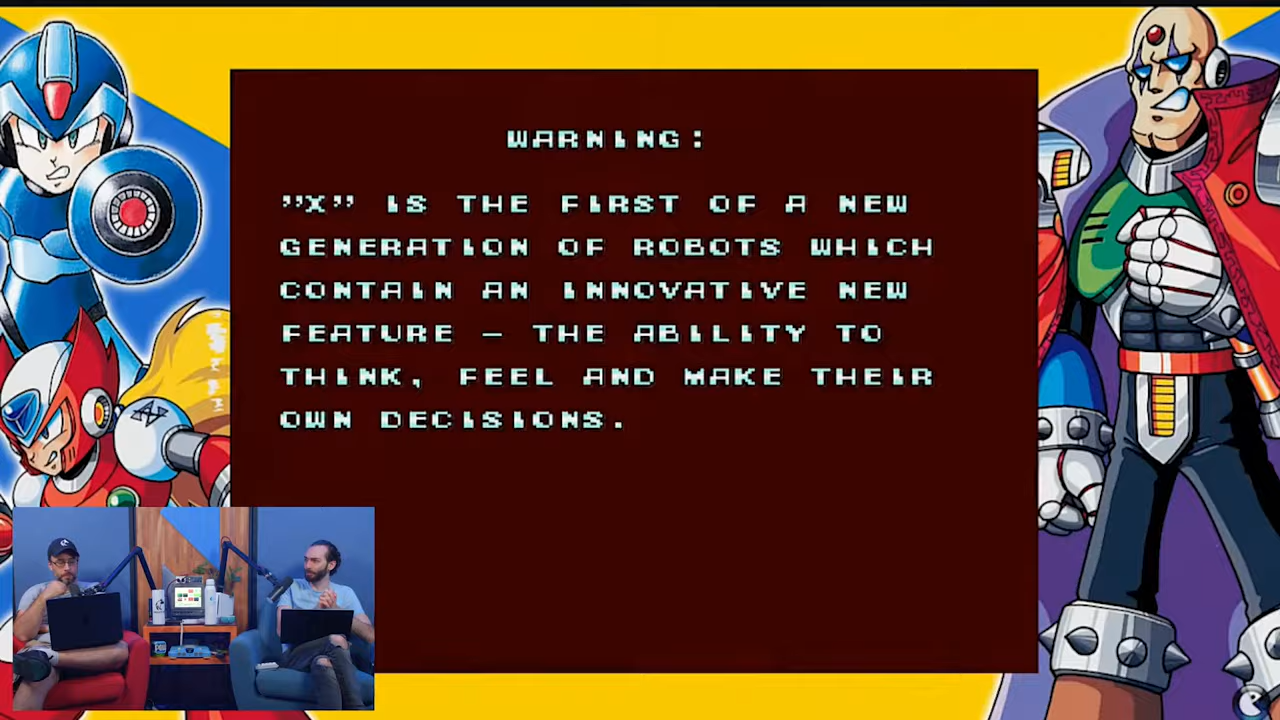 WARNING:
"X" IS THE FIRST OF A NEW
GENERATION OF ROBOTS WHICH
CONTAIN AN INNOVATIVE NEW
FEATURE – THE ABILITY TO
THINK, FEEL AND MAKE THEIR
OWN DECISIONS.